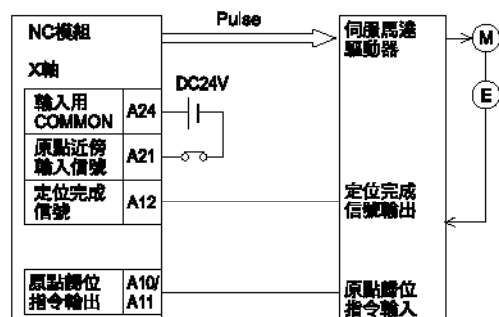 Pulse
NC模組
X軸
DC24V
輸入用
COMMON
A24
原點近傍
輸入信號
A21
定位完成
信號
A12
原點歸位
指令輸出
A10/
A11
伺服馬達
驅動器
M
E
定位完成
信號輸出
原點歸位
指令輸入